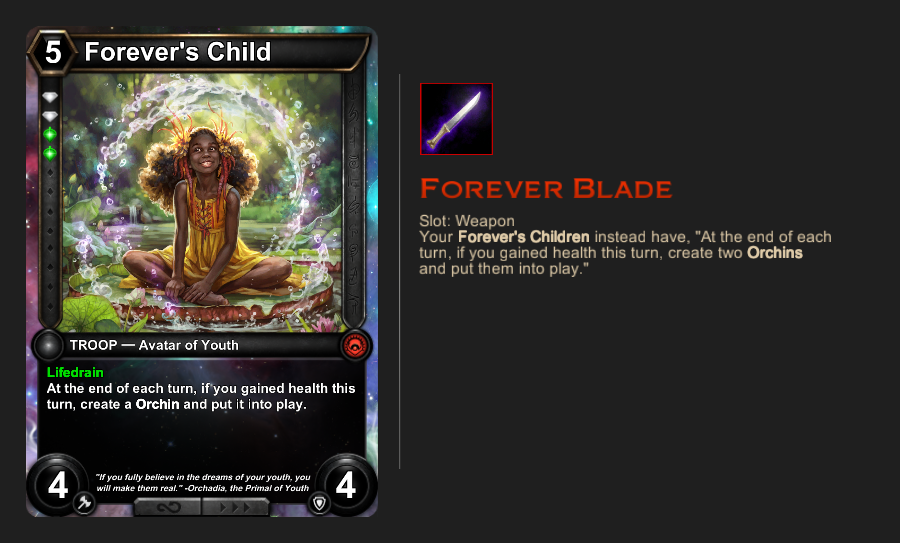 5 Forever's Child
TROOP — Avatar of Youth
Lifedrain
At the end of each turn, if you gained health this
turn, create a Orchin and put it into play.
"If you fully believe in the dreams of your youth, you
will make them real." -Orchadia, the Primal of Youth
4
4
FOREVER BLADE
Slot: Weapon
Your Forever's Children instead have, "At the end of each
turn, if you gained health this turn, create two Orchins
and put them into play."